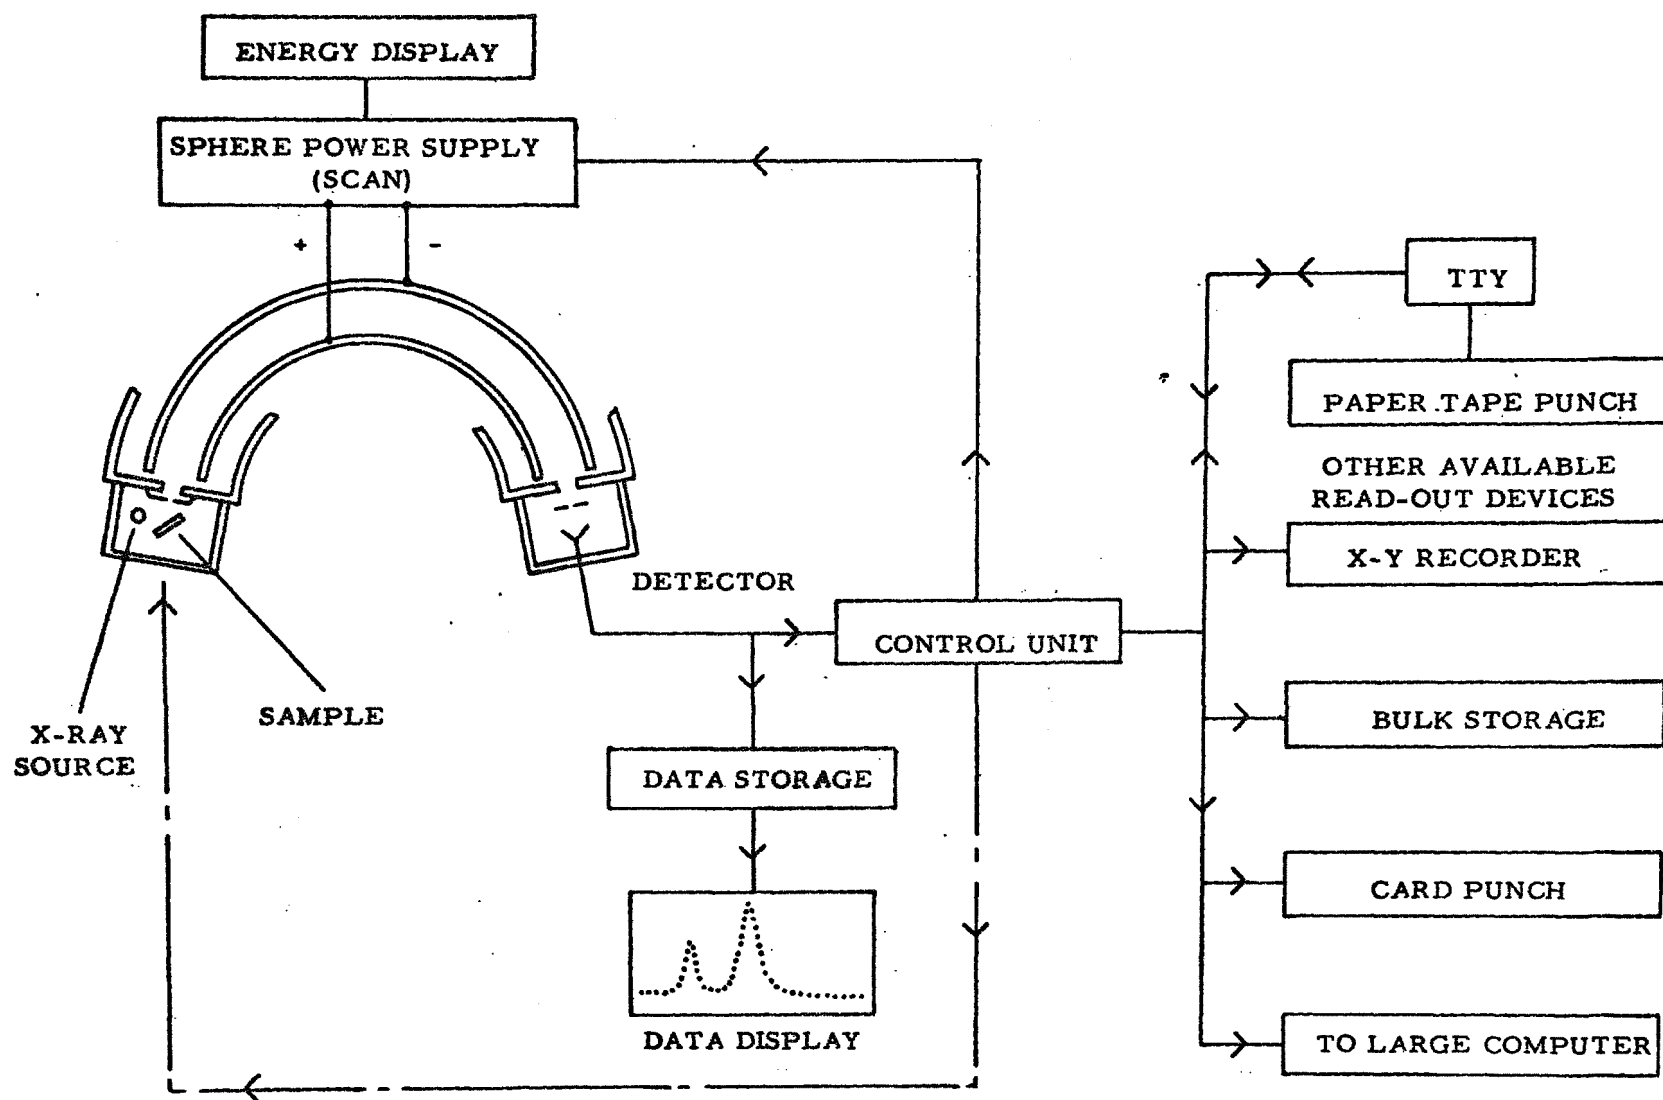 ENERGY DISPLAY
SPHERE POWER SUPPLY
(SCAN)
+
-
TTY
PAPER TAPE PUNCH
OTHER AVAILABLE
READ-OUT DEVICES
X-Y RECORDER
DETECTOR
CONTROL UNIT
SAMPLE
X-RAY
SOURCE
BULK STORAGE
DATA STORAGE
CARD PUNCH
DATA DISPLAY
TO LARGE COMPUTER